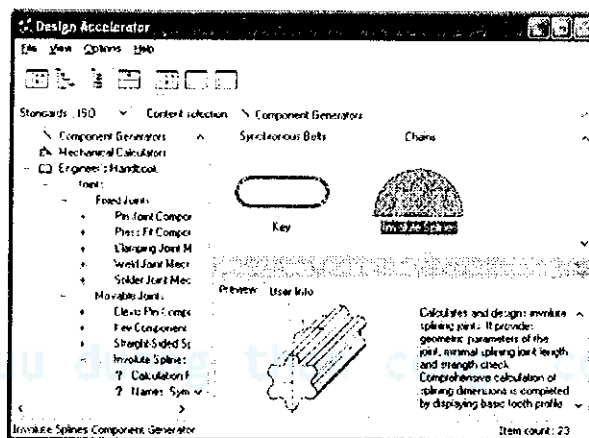 Design Accelerator
File View Options Help
Standards: ISO Content selection Component Generators
Component Generators
Mechanical Calculators
Engineer's Handbook
Joints
Fixed Joints
Pin Joint Compor
Press Fit Compor
Clamping Joint M
Weld Joint Mecr
Solder Joint Mec
Movable Joints
Clevis Pin Compo
Key Component
Straight-Sided Sp
Involute Splines
? Calculation F
? Names, Sym
Synchronous Belts Chains
Key Involute Splines
Preview User Info
Calculates and designs involute
splining joints. It provides
geometric parameters of the
joint, minimal splining joint length
and strength check.
Comprehensive calculation of
splining dimensions is completed
by displaying basic tooth profile
Involute Splines Component Generator Item count: 23